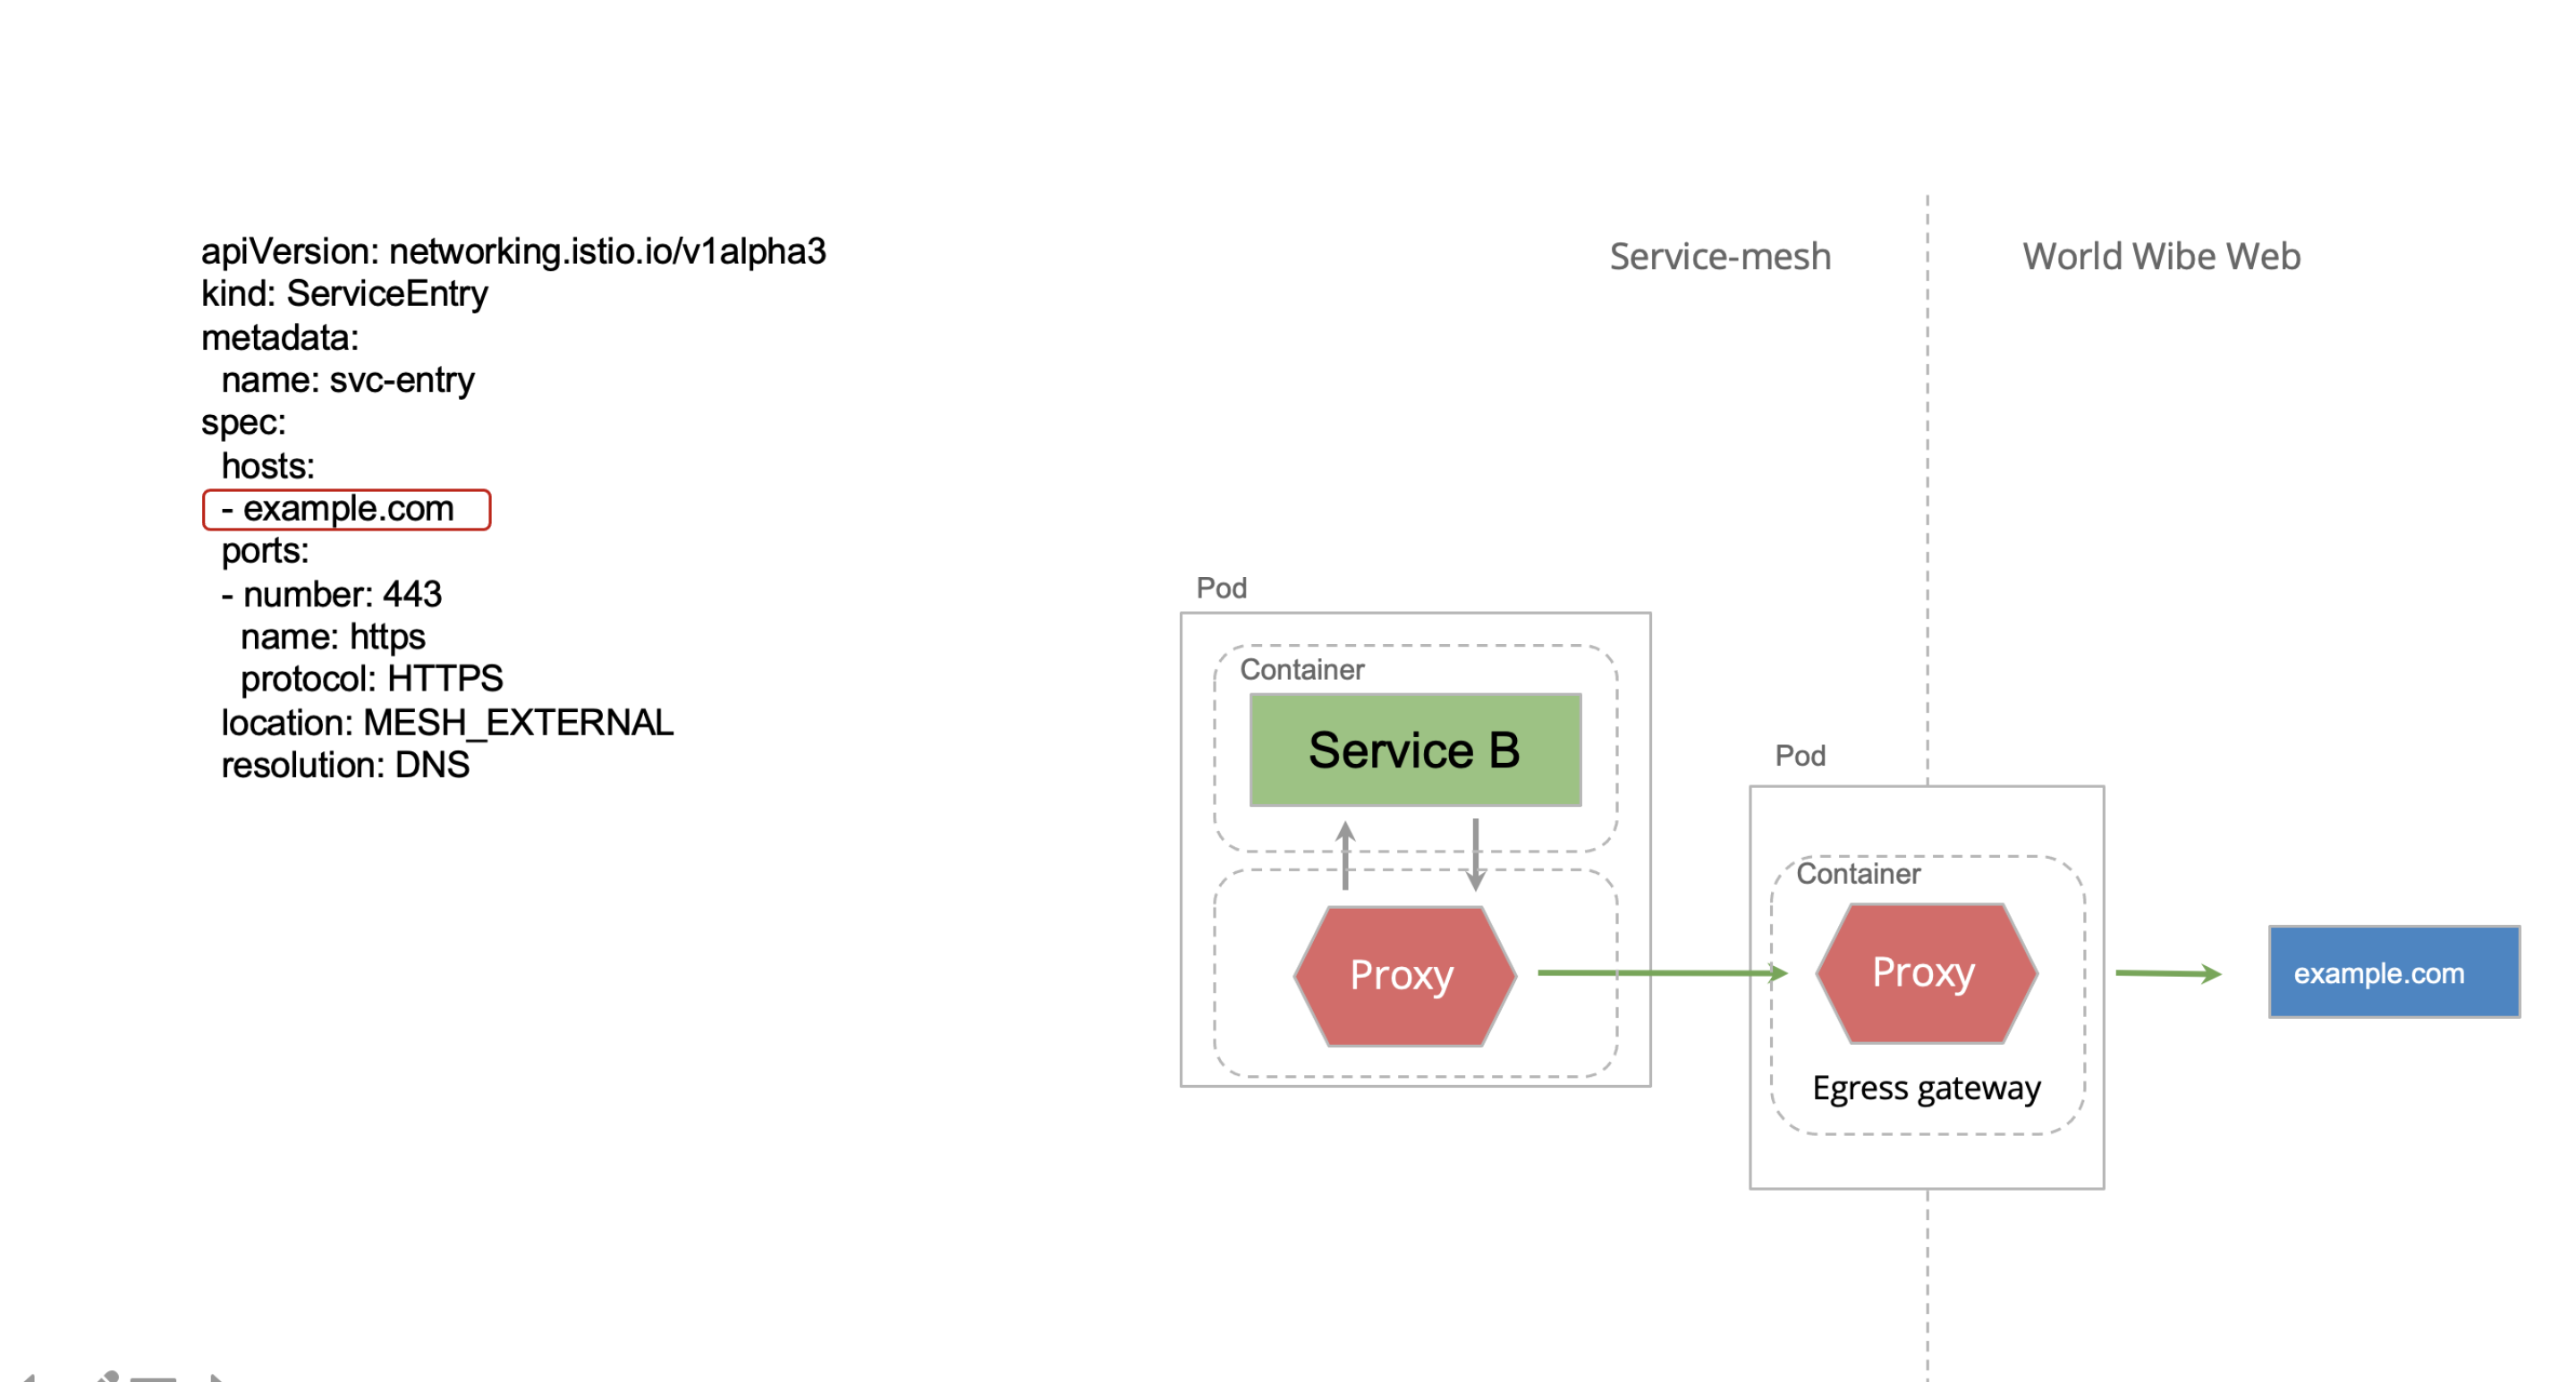 apiVersion: networking.istio.io/v1alpha3
kind: ServiceEntry
metadata:
  name: svc-entry
spec:
  hosts:
  - example.com
  ports:
  - number: 443
    name: https
    protocol: HTTPS
  location: MESH_EXTERNAL
  resolution: DNS
Service-mesh
World Wibe Web
Pod
Container
Service B
Proxy
Pod
Container
Proxy
Egress gateway
example.com